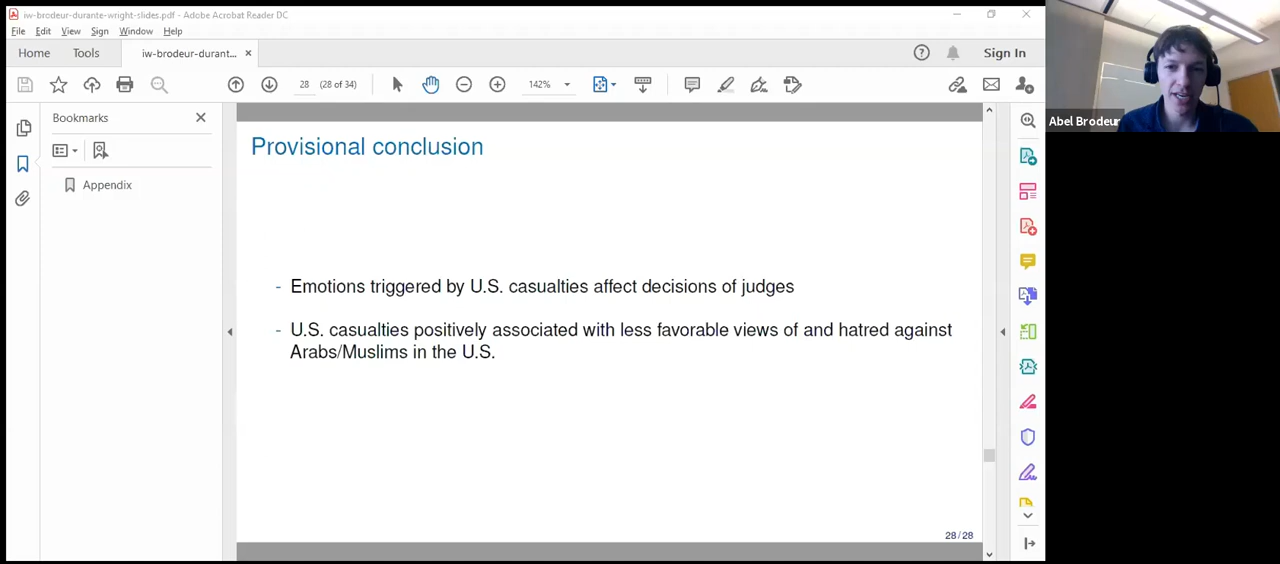 iw-brodeur-durante-wright-slides.pdf - Adobe Acrobat Reader DC
File Edit View Sign Window Help
Home Tools iw-brodeur-durant... × Sign In
28 (28 of 34) 142%
Bookmarks
Appendix
Provisional conclusion
- Emotions triggered by U.S. casualties affect decisions of judges
- U.S. casualties positively associated with less favorable views of and hatred against
Arabs/Muslims in the U.S.
28/28
Abel Brodeur